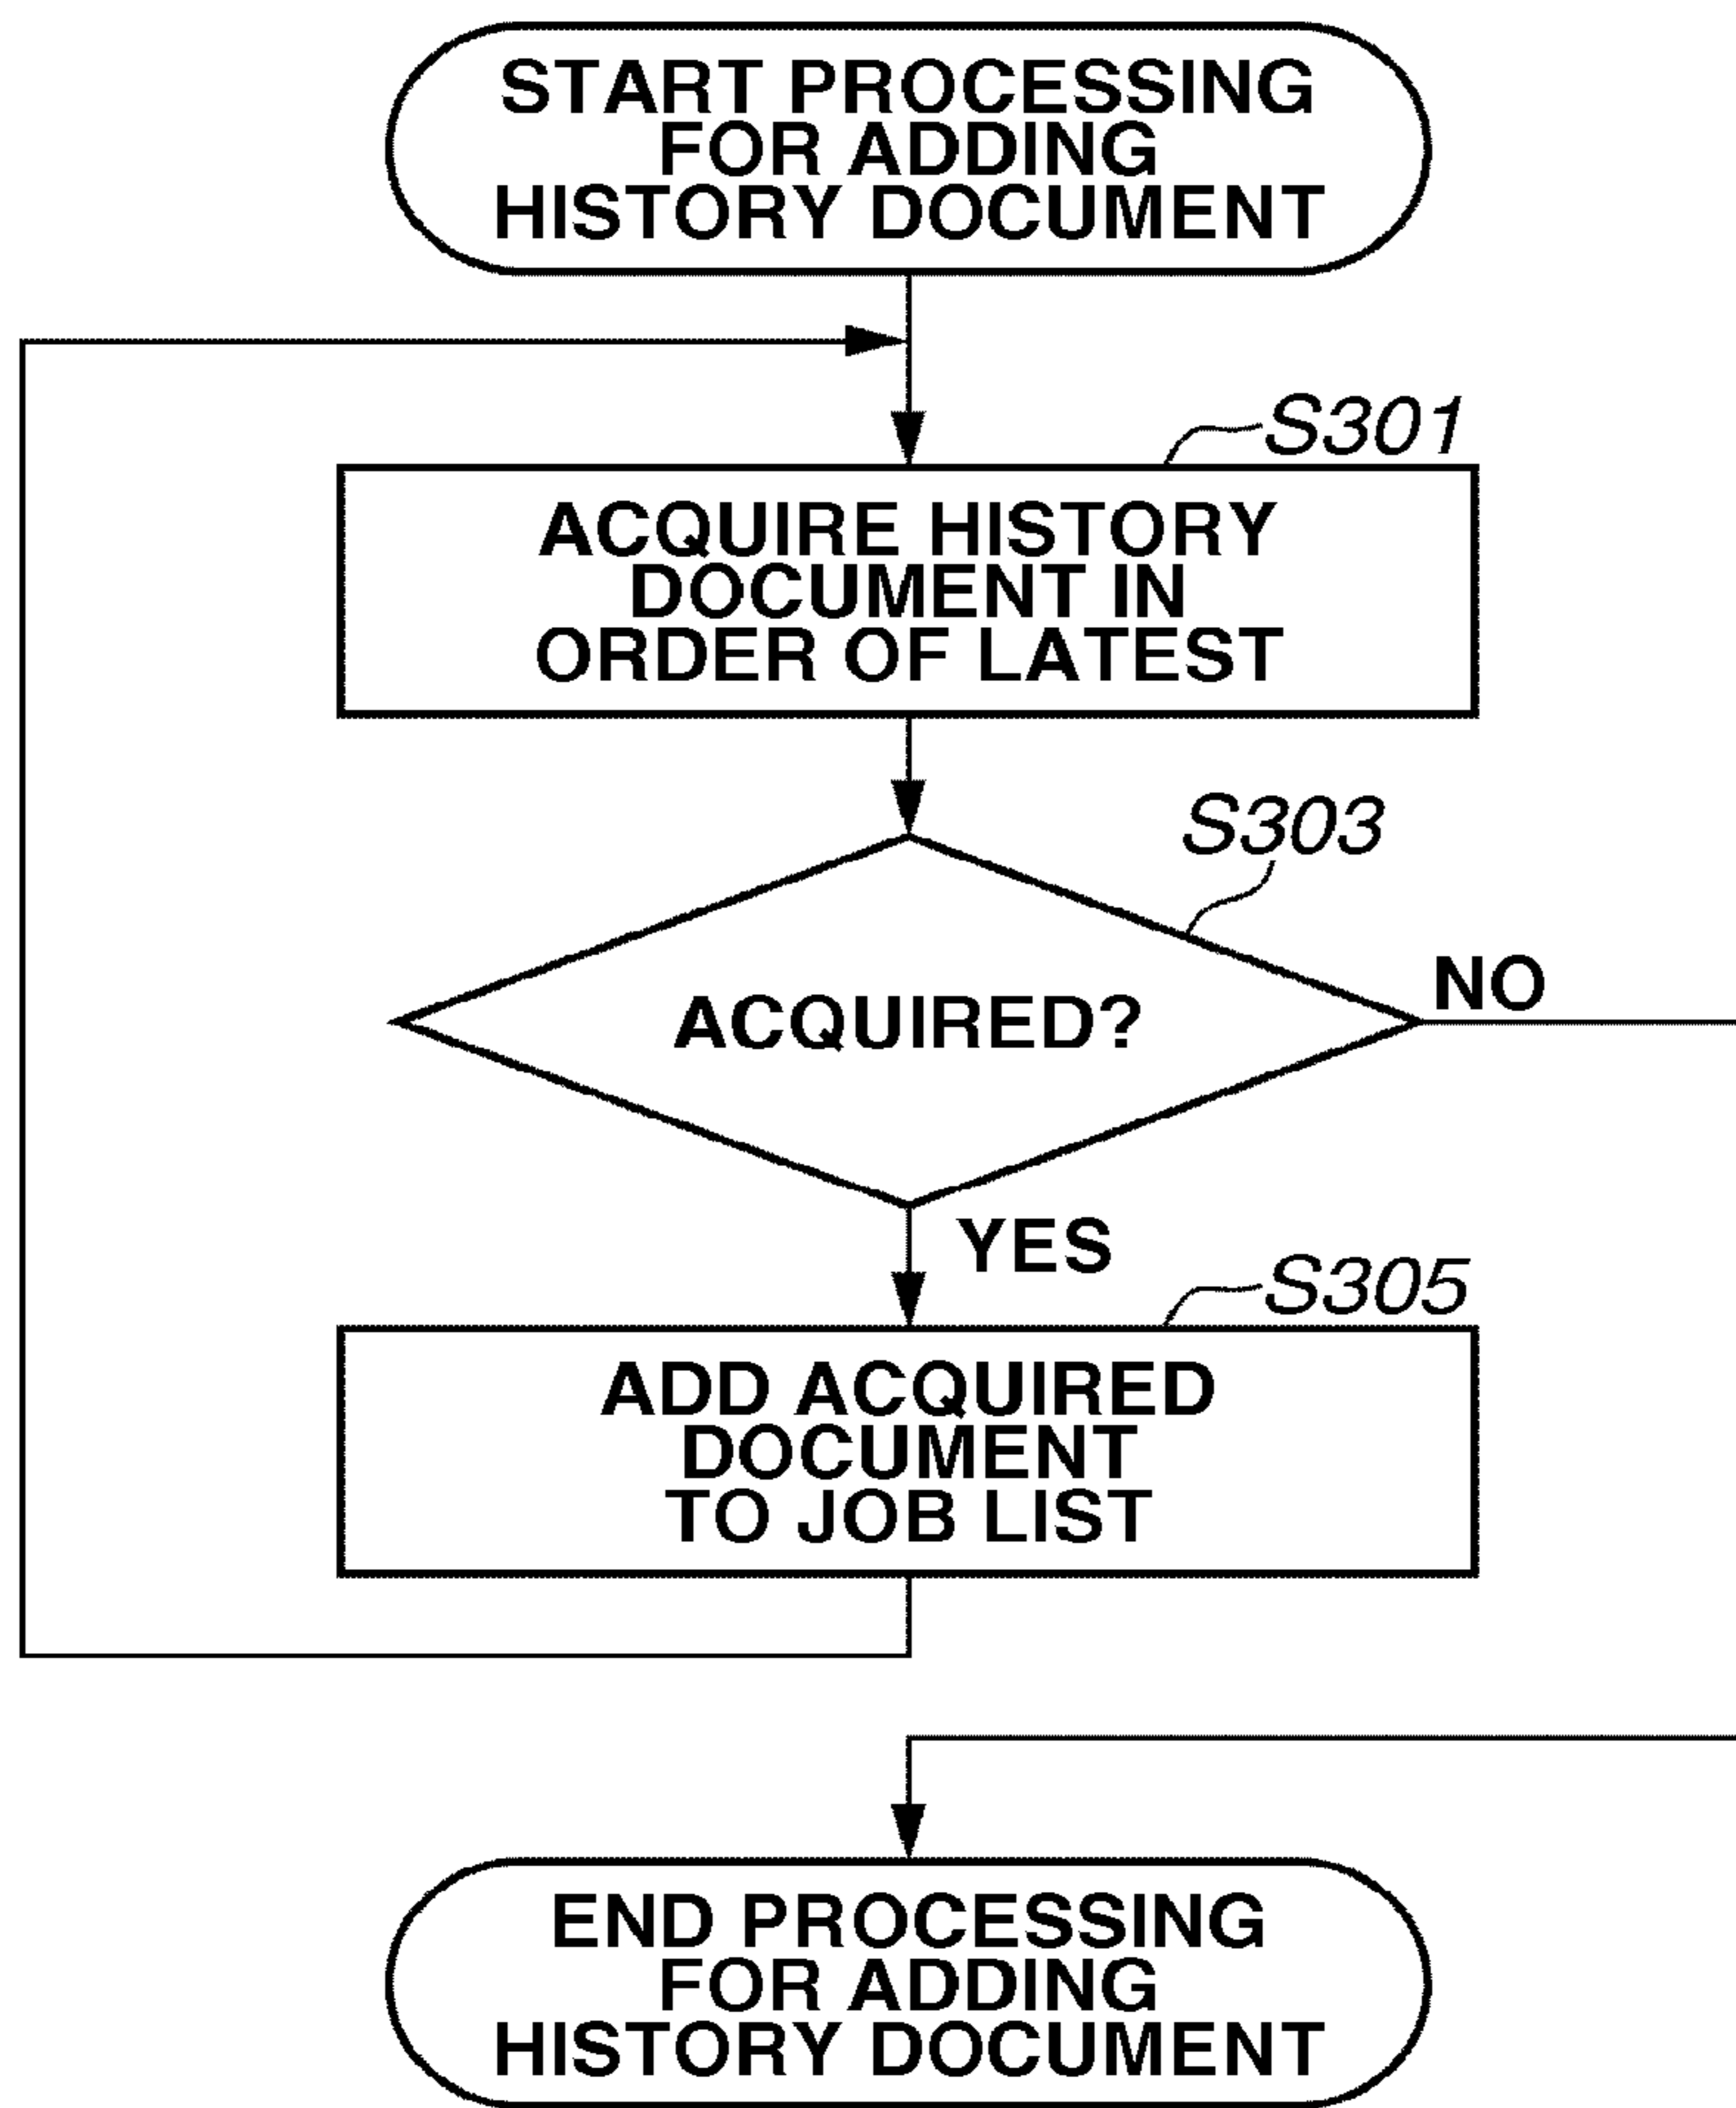 START PROCESSING
FOR ADDING
HISTORY DOCUMENT
S301
ACQUIRE HISTORY
DOCUMENT IN
ORDER OF LATEST
S303
ACQUIRED?
NO
YES
S305
ADD ACQUIRED
DOCUMENT
TO JOB LIST
END PROCESSING
FOR ADDING
HISTORY DOCUMENT